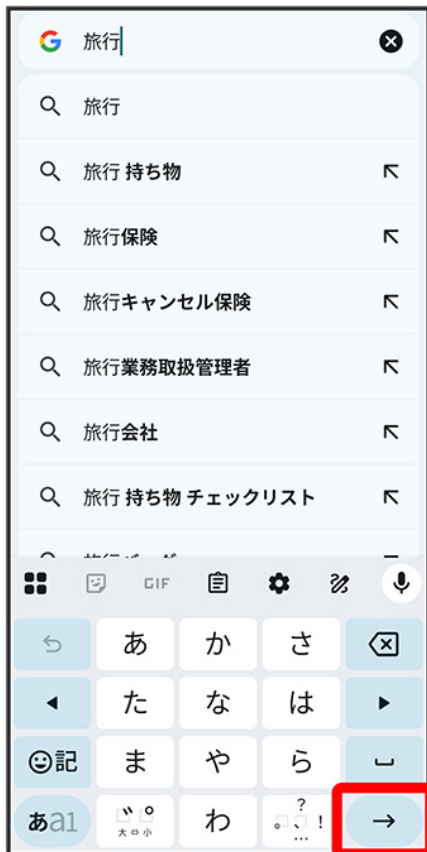 旅行
旅行
旅行 持ち物
旅行保険
旅行キャンセル保険
旅行業務取扱管理者
旅行会社
旅行 持ち物 チェックリスト
GIF
あ か さ
た な は
記 ま や ら
あa1 大⇔小 わ 。、?!…